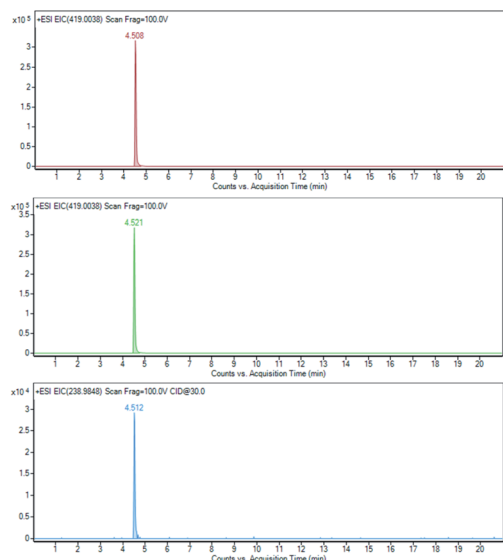 x10 5 +ESI EIC(419.0038) Scan Frag=100.0V
4.508
3
2.5
2
1.5
1
0.5
0
1 2 3 4 5 6 7 8 9 10 11 12 13 14 15 16 17 18 19 20
Counts vs. Acquisition Time (min)
x10 5 +ESI EIC(419.0038) Scan Frag=100.0V
3.5
4.521
3
2.5
2
1.5
1
0.5
0
1 2 3 4 5 6 7 8 9 10 11 12 13 14 15 16 17 18 19 20
Counts vs. Acquisition Time (min)
x10 4 +ESI EIC(238.9848) Scan Frag=100.0V CID@30.0
4.512
3
2.5
2
1.5
1
0.5
0
1 2 3 4 5 6 7 8 9 10 11 12 13 14 15 16 17 18 19 20
Counts vs. Acquisition Time (min)